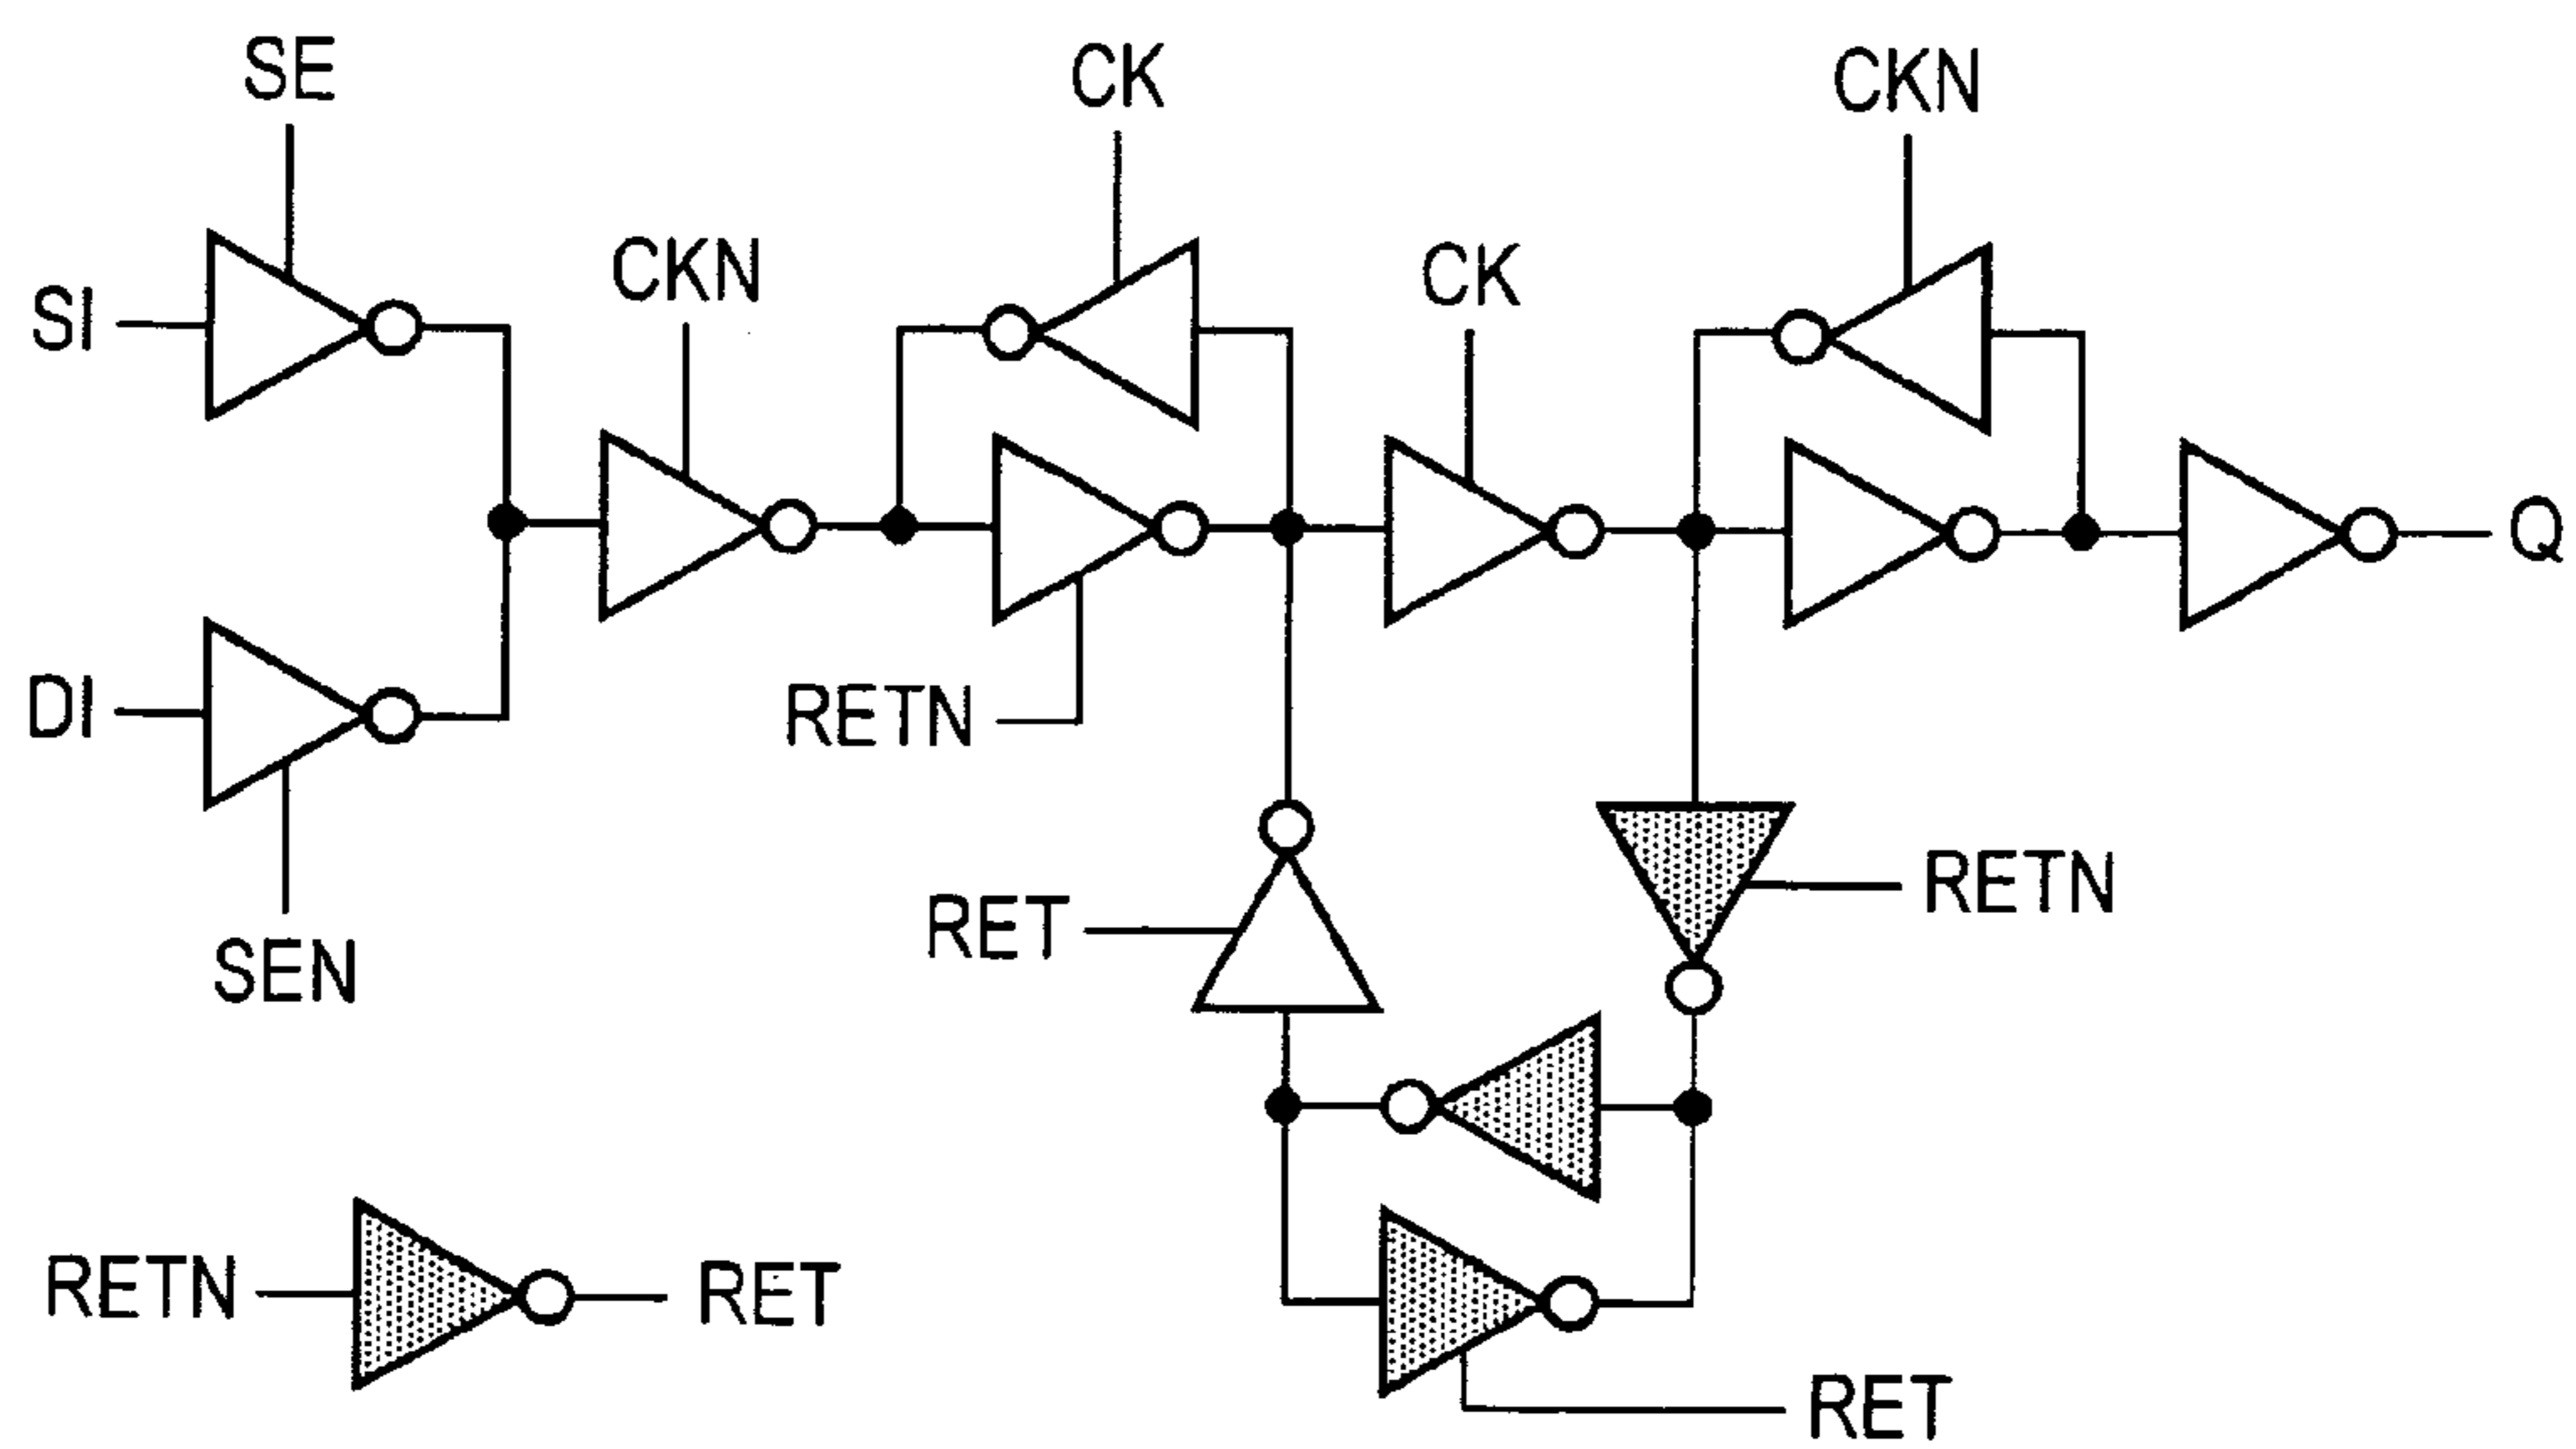 SE
CK
CKN
SI
CKN
CK
Q
DI
RETN
RETN
RET
SEN
RETN
RET
RET